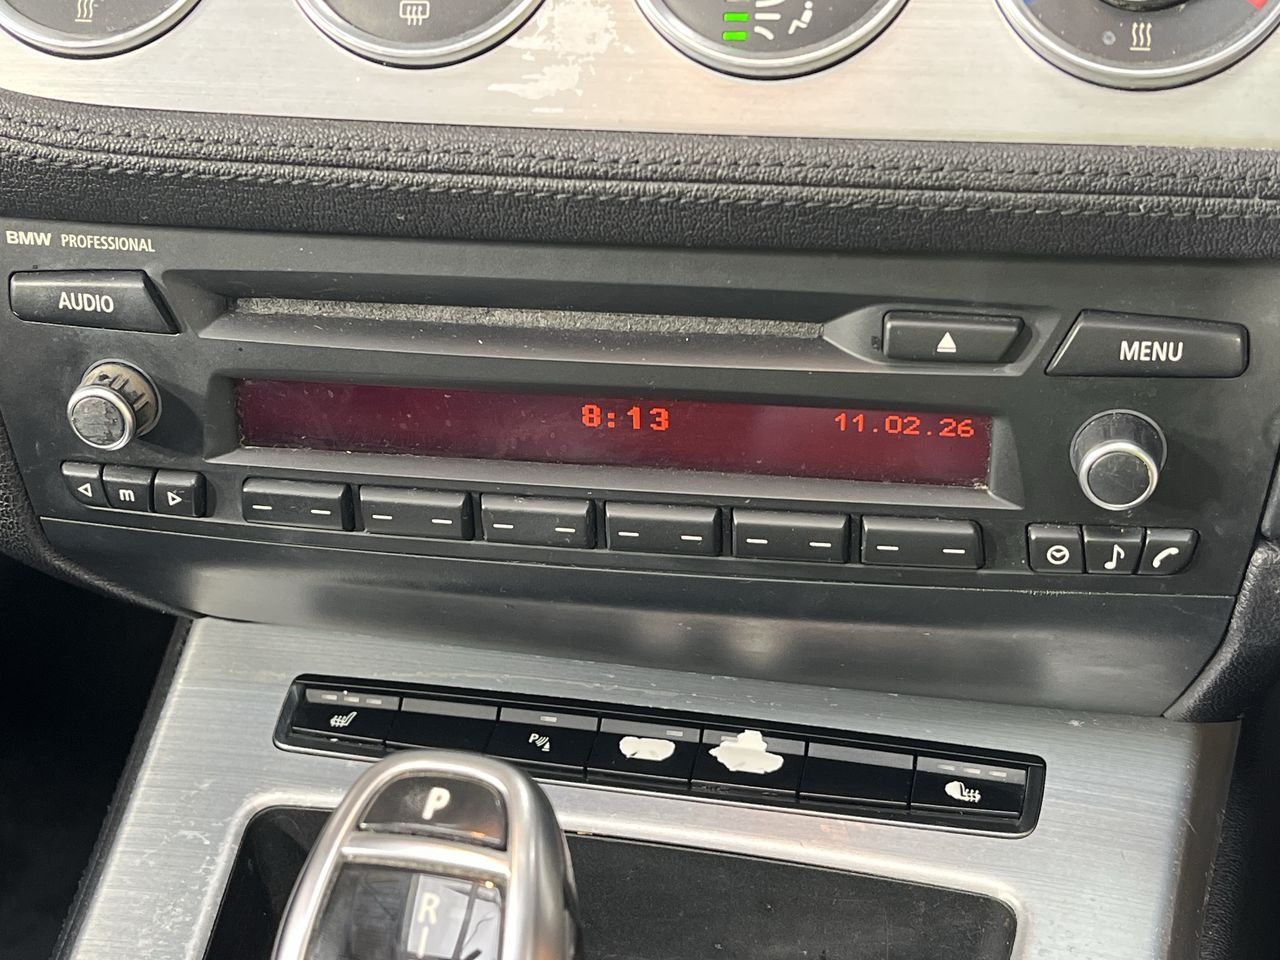 BMW PROFESSIONAL
AUDIO
MENU
8:13 11.02.26
m
P
P
R